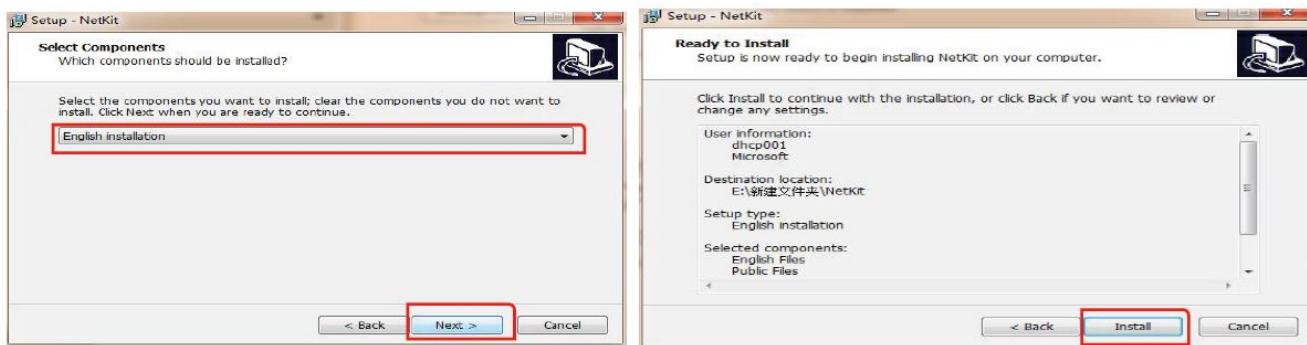 Setup - NetKit
Select Components
Which components should be installed?
Select the components you want to install; clear the components you do not want to
install. Click Next when you are ready to continue.
English installation
< Back
Next >
Cancel
Setup - NetKit
Ready to Install
Setup is now ready to begin installing NetKit on your computer.
Click Install to continue with the installation, or click Back if you want to review or
change any settings.
User information:
dhcp001
Microsoft
Destination location:
E:\新建文件夹\NetKit
Setup type:
English installation
Selected components:
English Files
Public Files
< Back
Install
Cancel